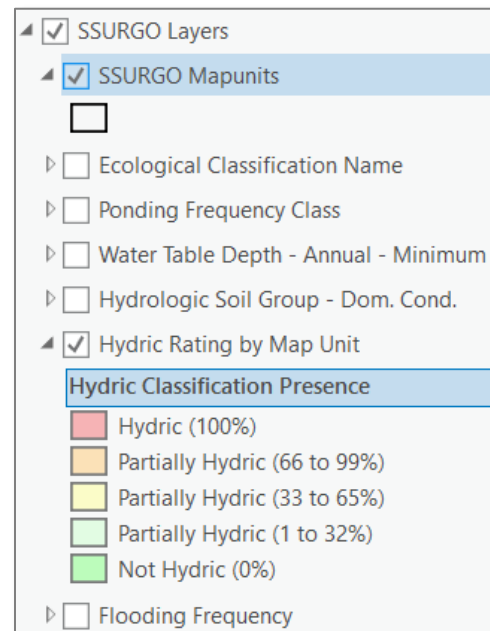 SSURGO Layers
SSURGO Mapunits
Ecological Classification Name
Ponding Frequency Class
Water Table Depth - Annual - Minimum
Hydrologic Soil Group - Dom. Cond.
Hydric Rating by Map Unit
Hydric Classification Presence
Hydric (100%)
Partially Hydric (66 to 99%)
Partially Hydric (33 to 65%)
Partially Hydric (1 to 32%)
Not Hydric (0%)
Flooding Frequency